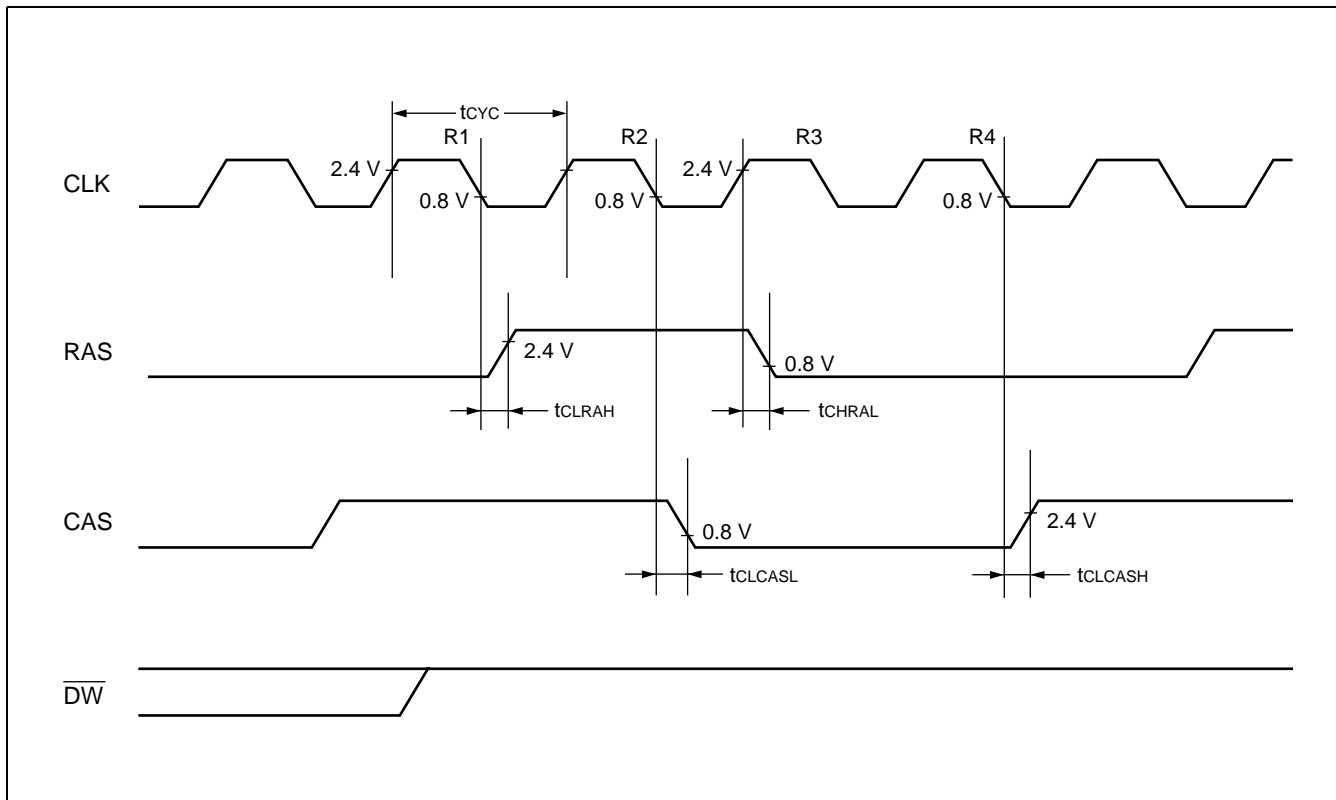 tCYC
R1 R2 R3 R4
CLK 2.4 V 0.8 V 0.8 V 2.4 V 0.8 V
RAS 2.4 V 0.8 V
tCLRAH tCHRAL
CAS 0.8 V 2.4 V
tCLCASL tCLCASH
DW